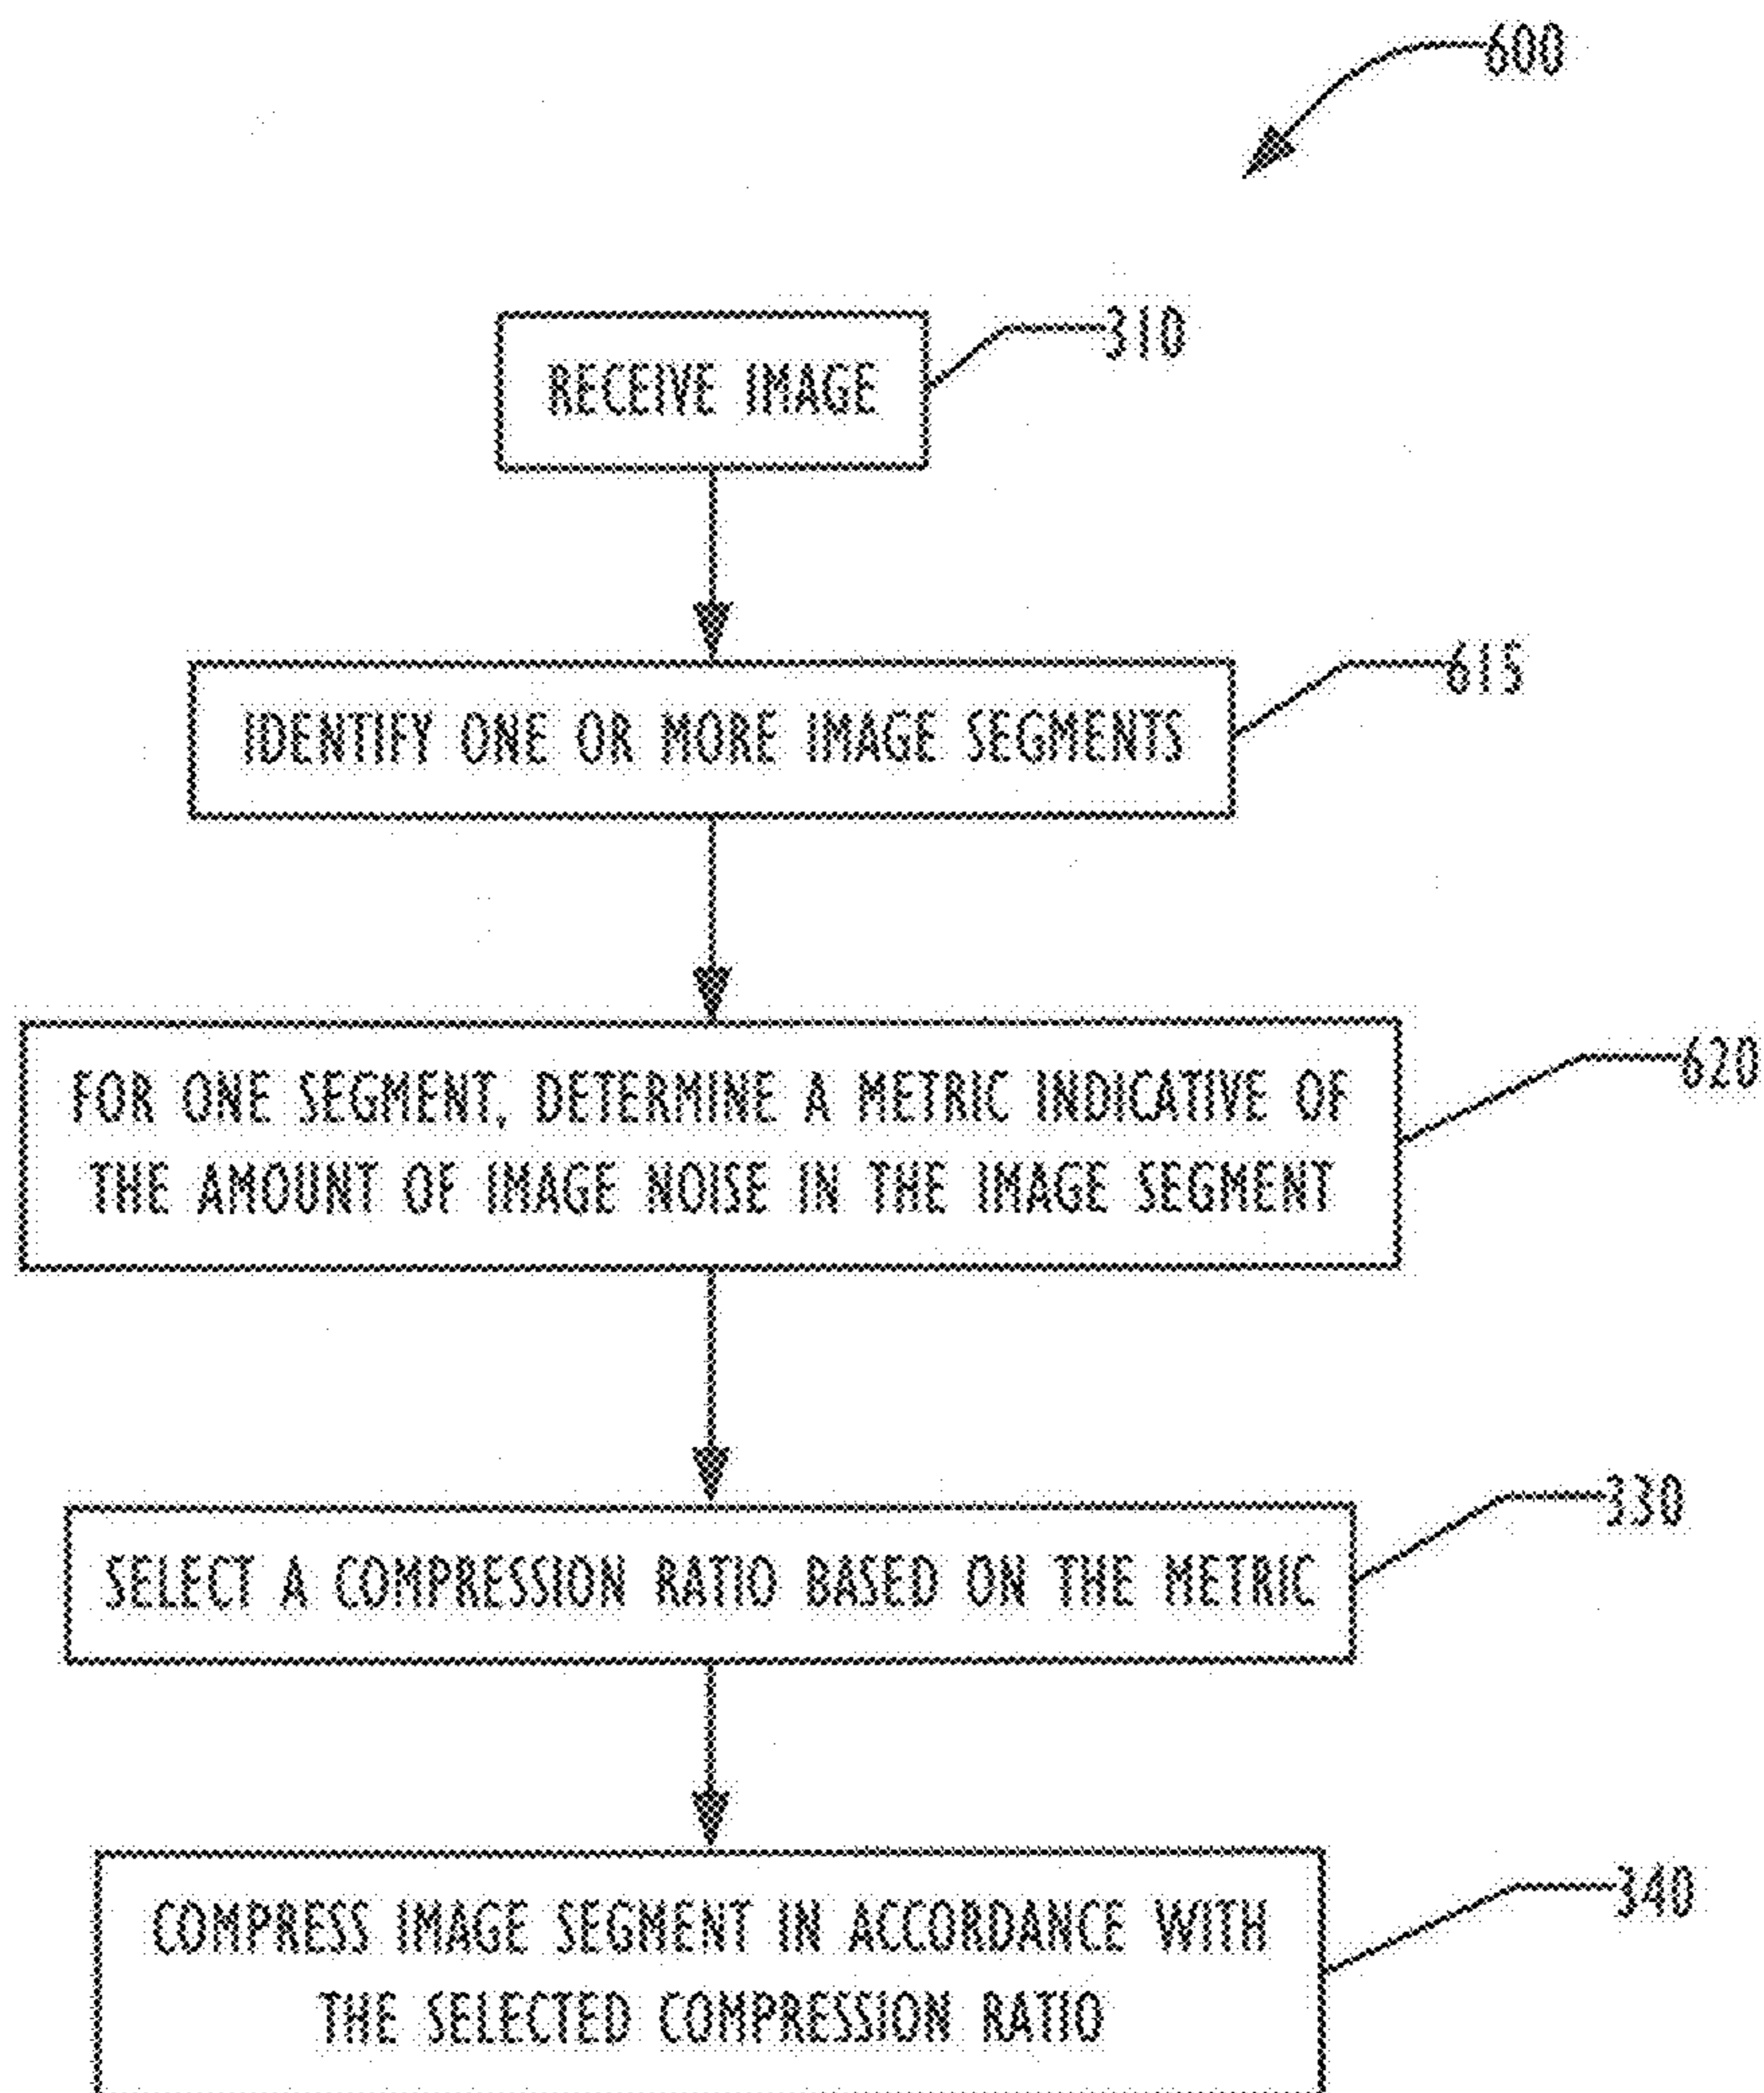 600
RECEIVE IMAGE
310
IDENTIFY ONE OR MORE IMAGE SEGMENTS
615
FOR ONE SEGMENT, DETERMINE A METRIC INDICATIVE OF
THE AMOUNT OF IMAGE NOISE IN THE IMAGE SEGMENT
620
SELECT A COMPRESSION RATIO BASED ON THE METRIC
330
COMPRESS IMAGE SEGMENT IN ACCORDANCE WITH
THE SELECTED COMPRESSION RATIO
340